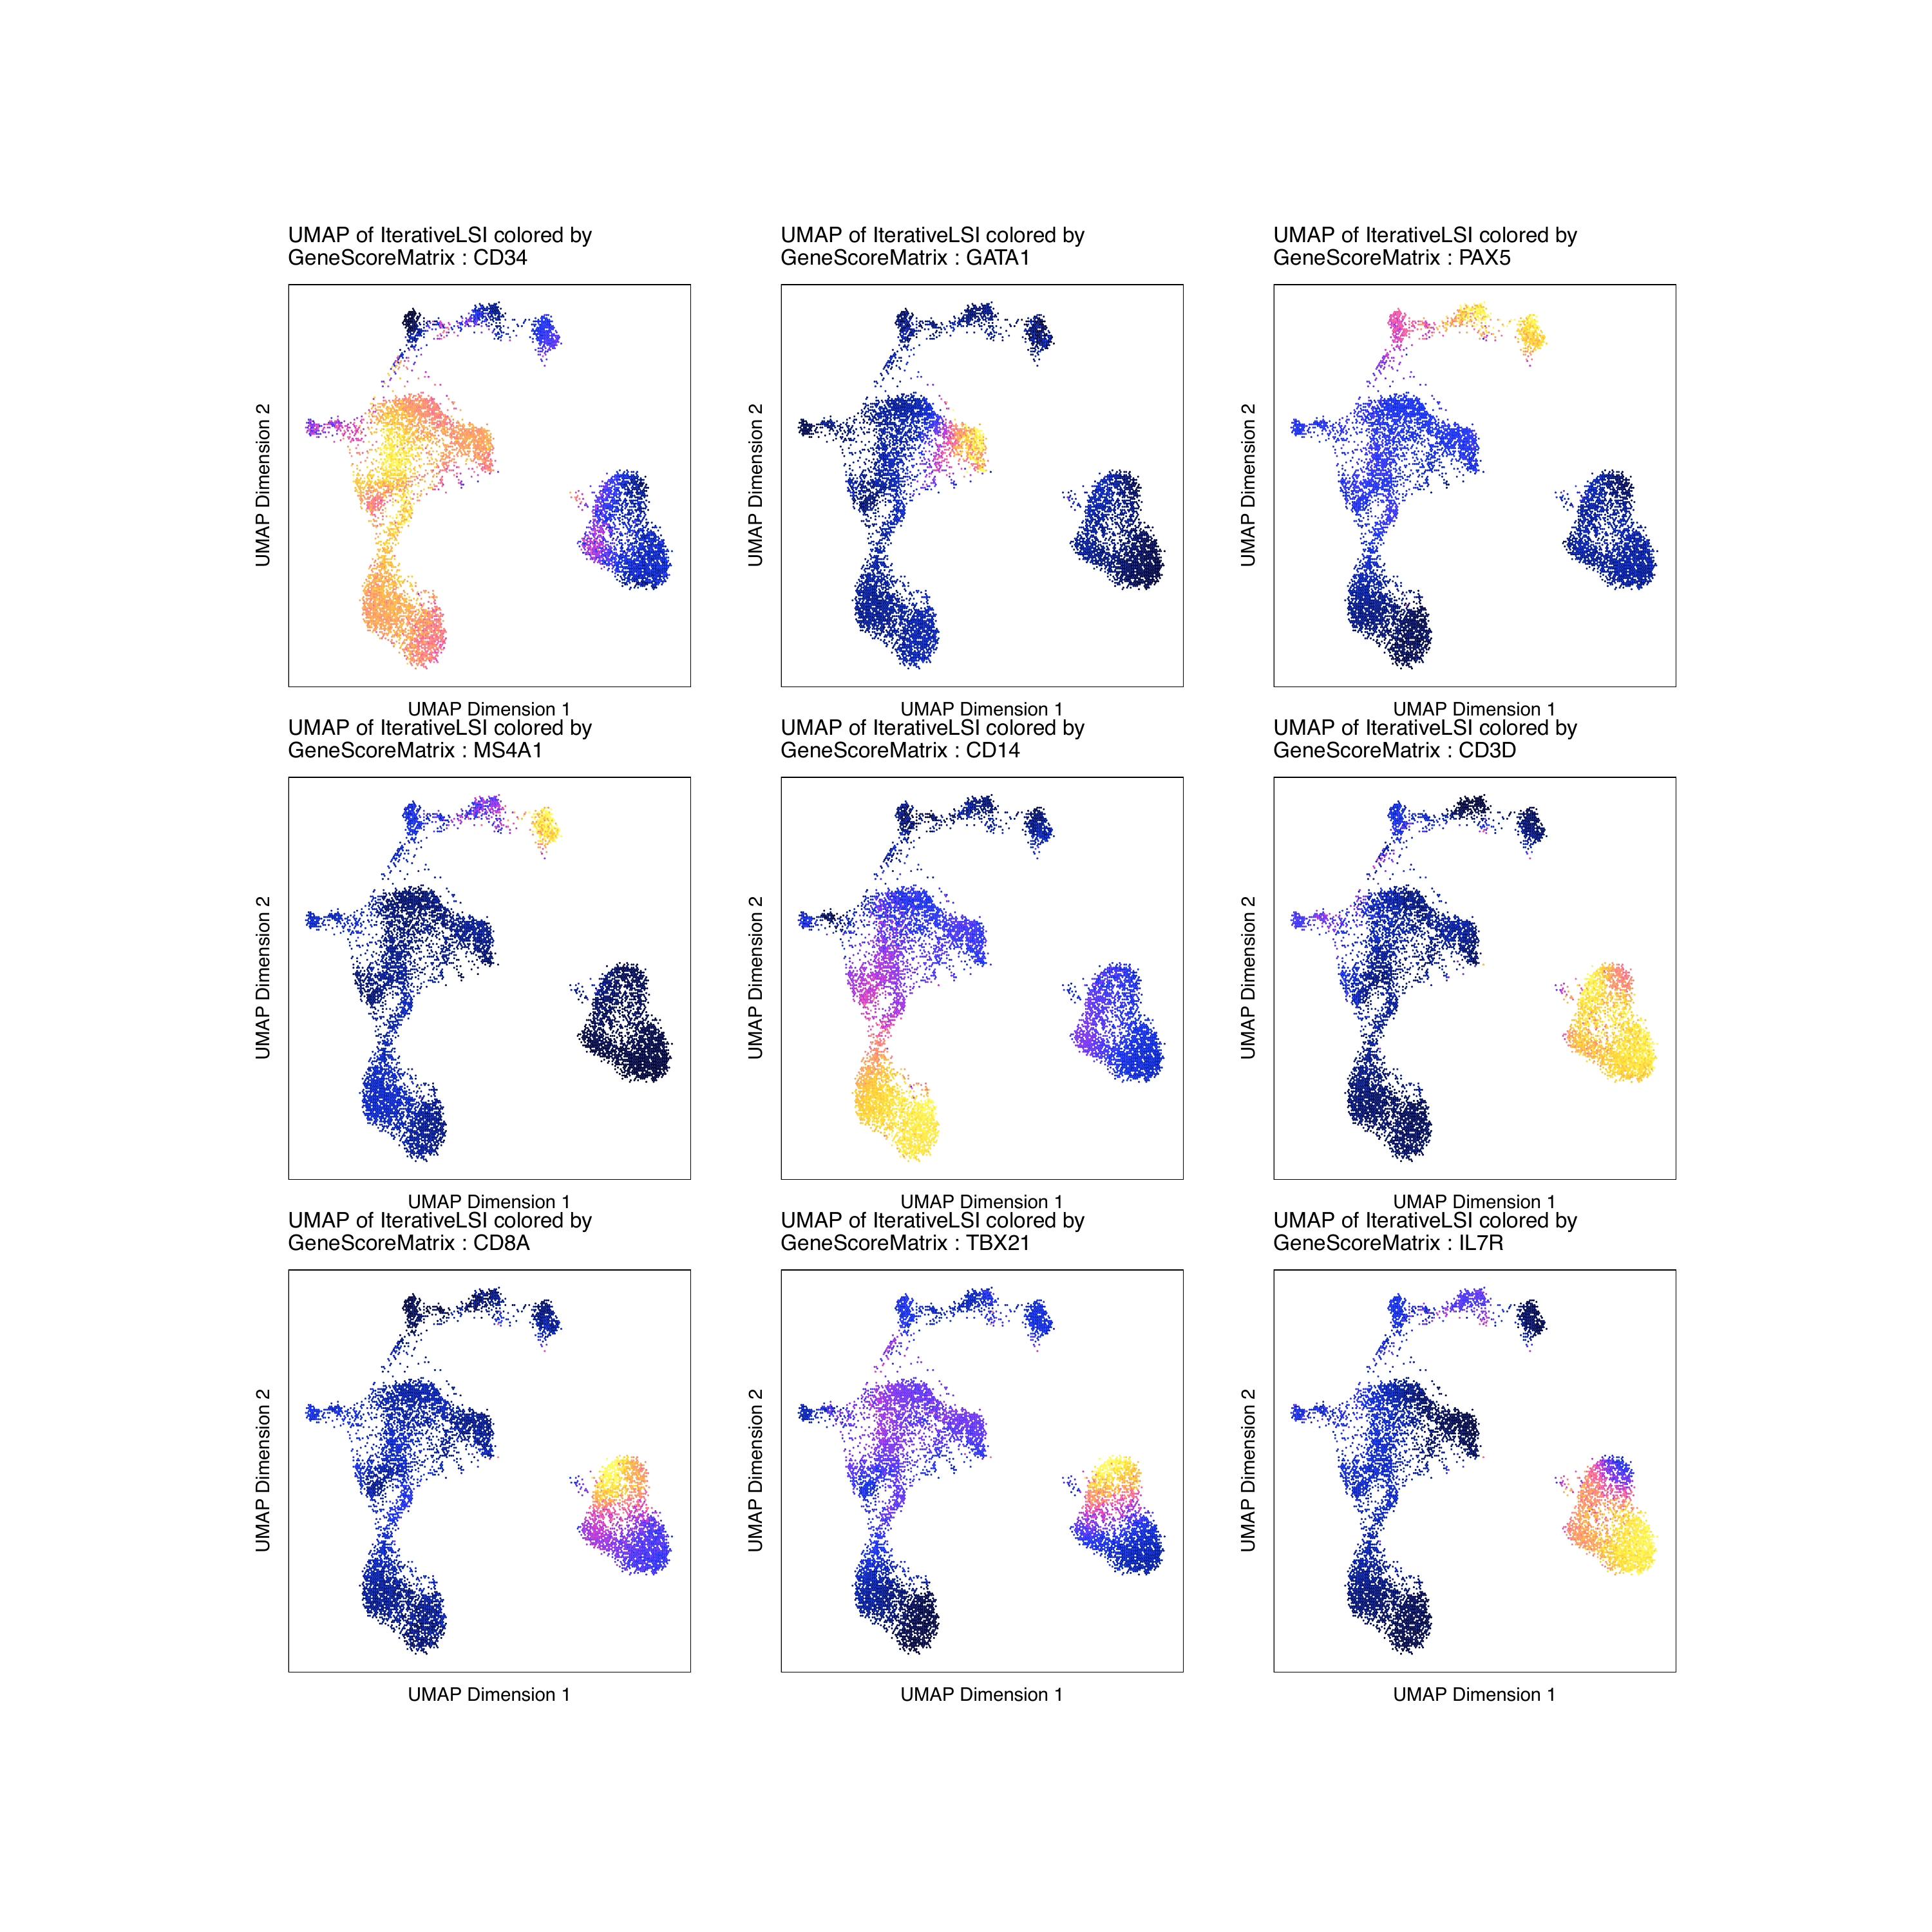 UMAP of IterativeLSI colored by
GeneScoreMatrix : CD34
UMAP Dimension 2
UMAP Dimension 1
UMAP of IterativeLSI colored by
GeneScoreMatrix : GATA1
UMAP Dimension 2
UMAP Dimension 1
UMAP of IterativeLSI colored by
GeneScoreMatrix : PAX5
UMAP Dimension 2
UMAP Dimension 1
UMAP of IterativeLSI colored by
GeneScoreMatrix : MS4A1
UMAP Dimension 2
UMAP Dimension 1
UMAP of IterativeLSI colored by
GeneScoreMatrix : CD14
UMAP Dimension 2
UMAP Dimension 1
UMAP of IterativeLSI colored by
GeneScoreMatrix : CD3D
UMAP Dimension 2
UMAP Dimension 1
UMAP of IterativeLSI colored by
GeneScoreMatrix : CD8A
UMAP Dimension 2
UMAP Dimension 1
UMAP of IterativeLSI colored by
GeneScoreMatrix : TBX21
UMAP Dimension 2
UMAP Dimension 1
UMAP of IterativeLSI colored by
GeneScoreMatrix : IL7R
UMAP Dimension 2
UMAP Dimension 1